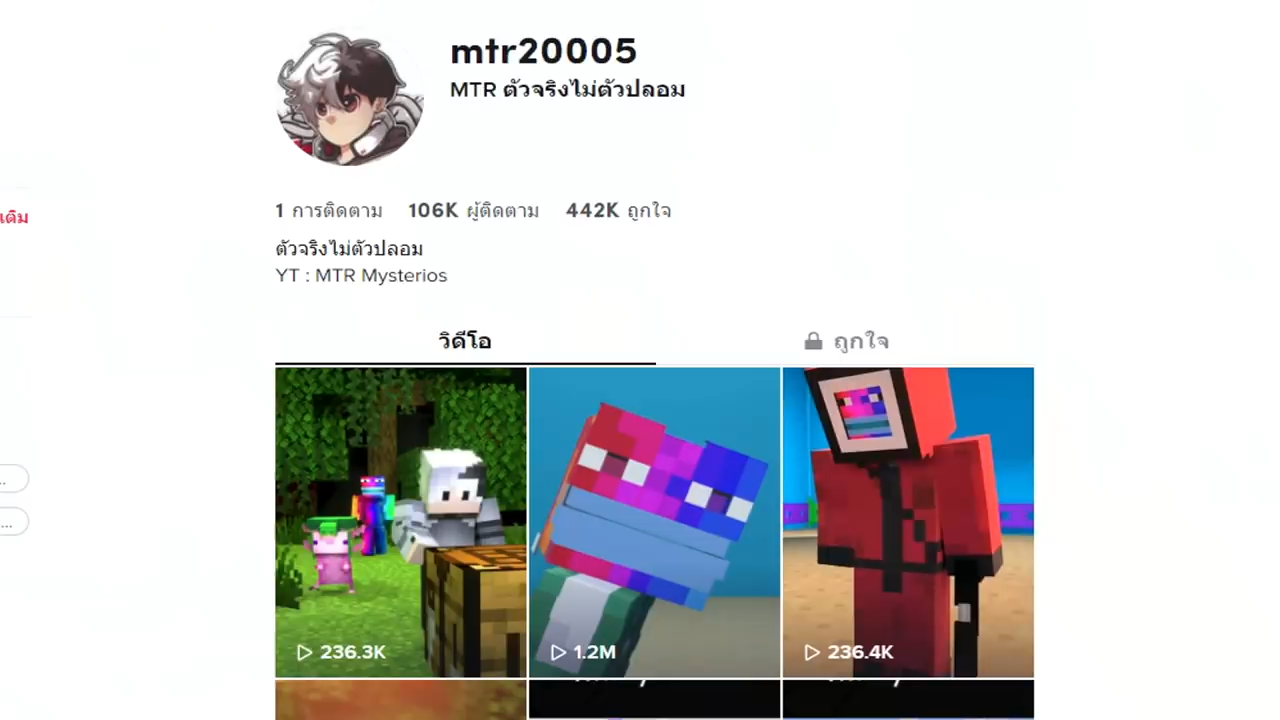 mtr20005
MTR ตัวจริงไม่ตัวปลอม
1 การติดตาม 106K ผู้ติดตาม 442K ถูกใจ
เติม
ตัวจริงไม่ตัวปลอม
YT : MTR Mysterios
วิดีโอ ถูกใจ
...
...
236.3K 1.2M 236.4K